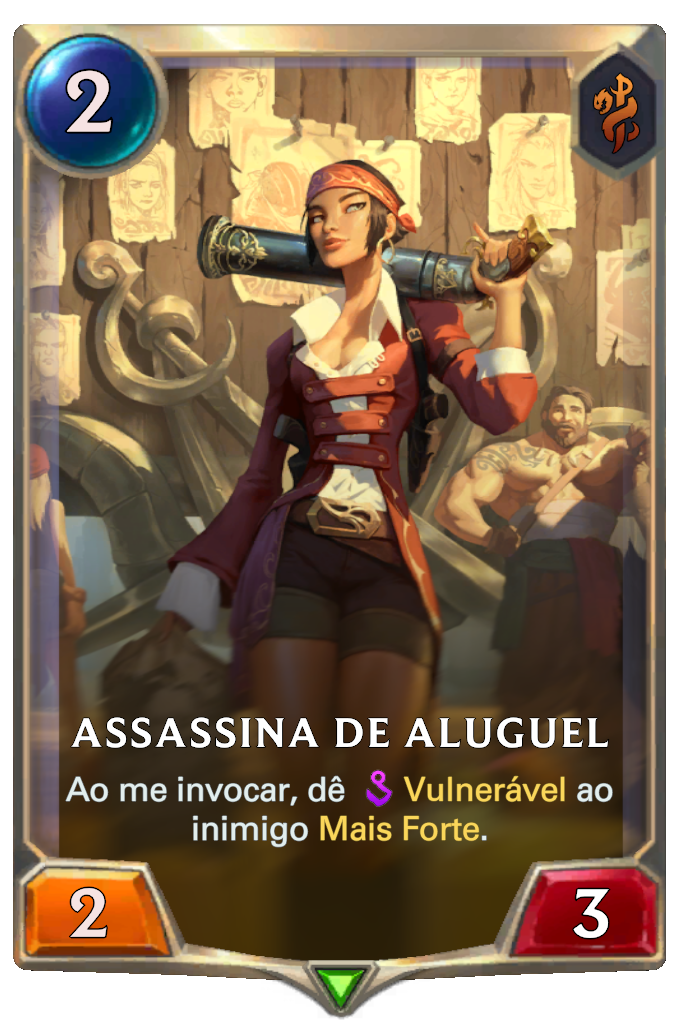 2
ASSASSINA DE ALUGUEL
Ao me invocar, dê Vulnerável ao
inimigo Mais Forte.
2
3